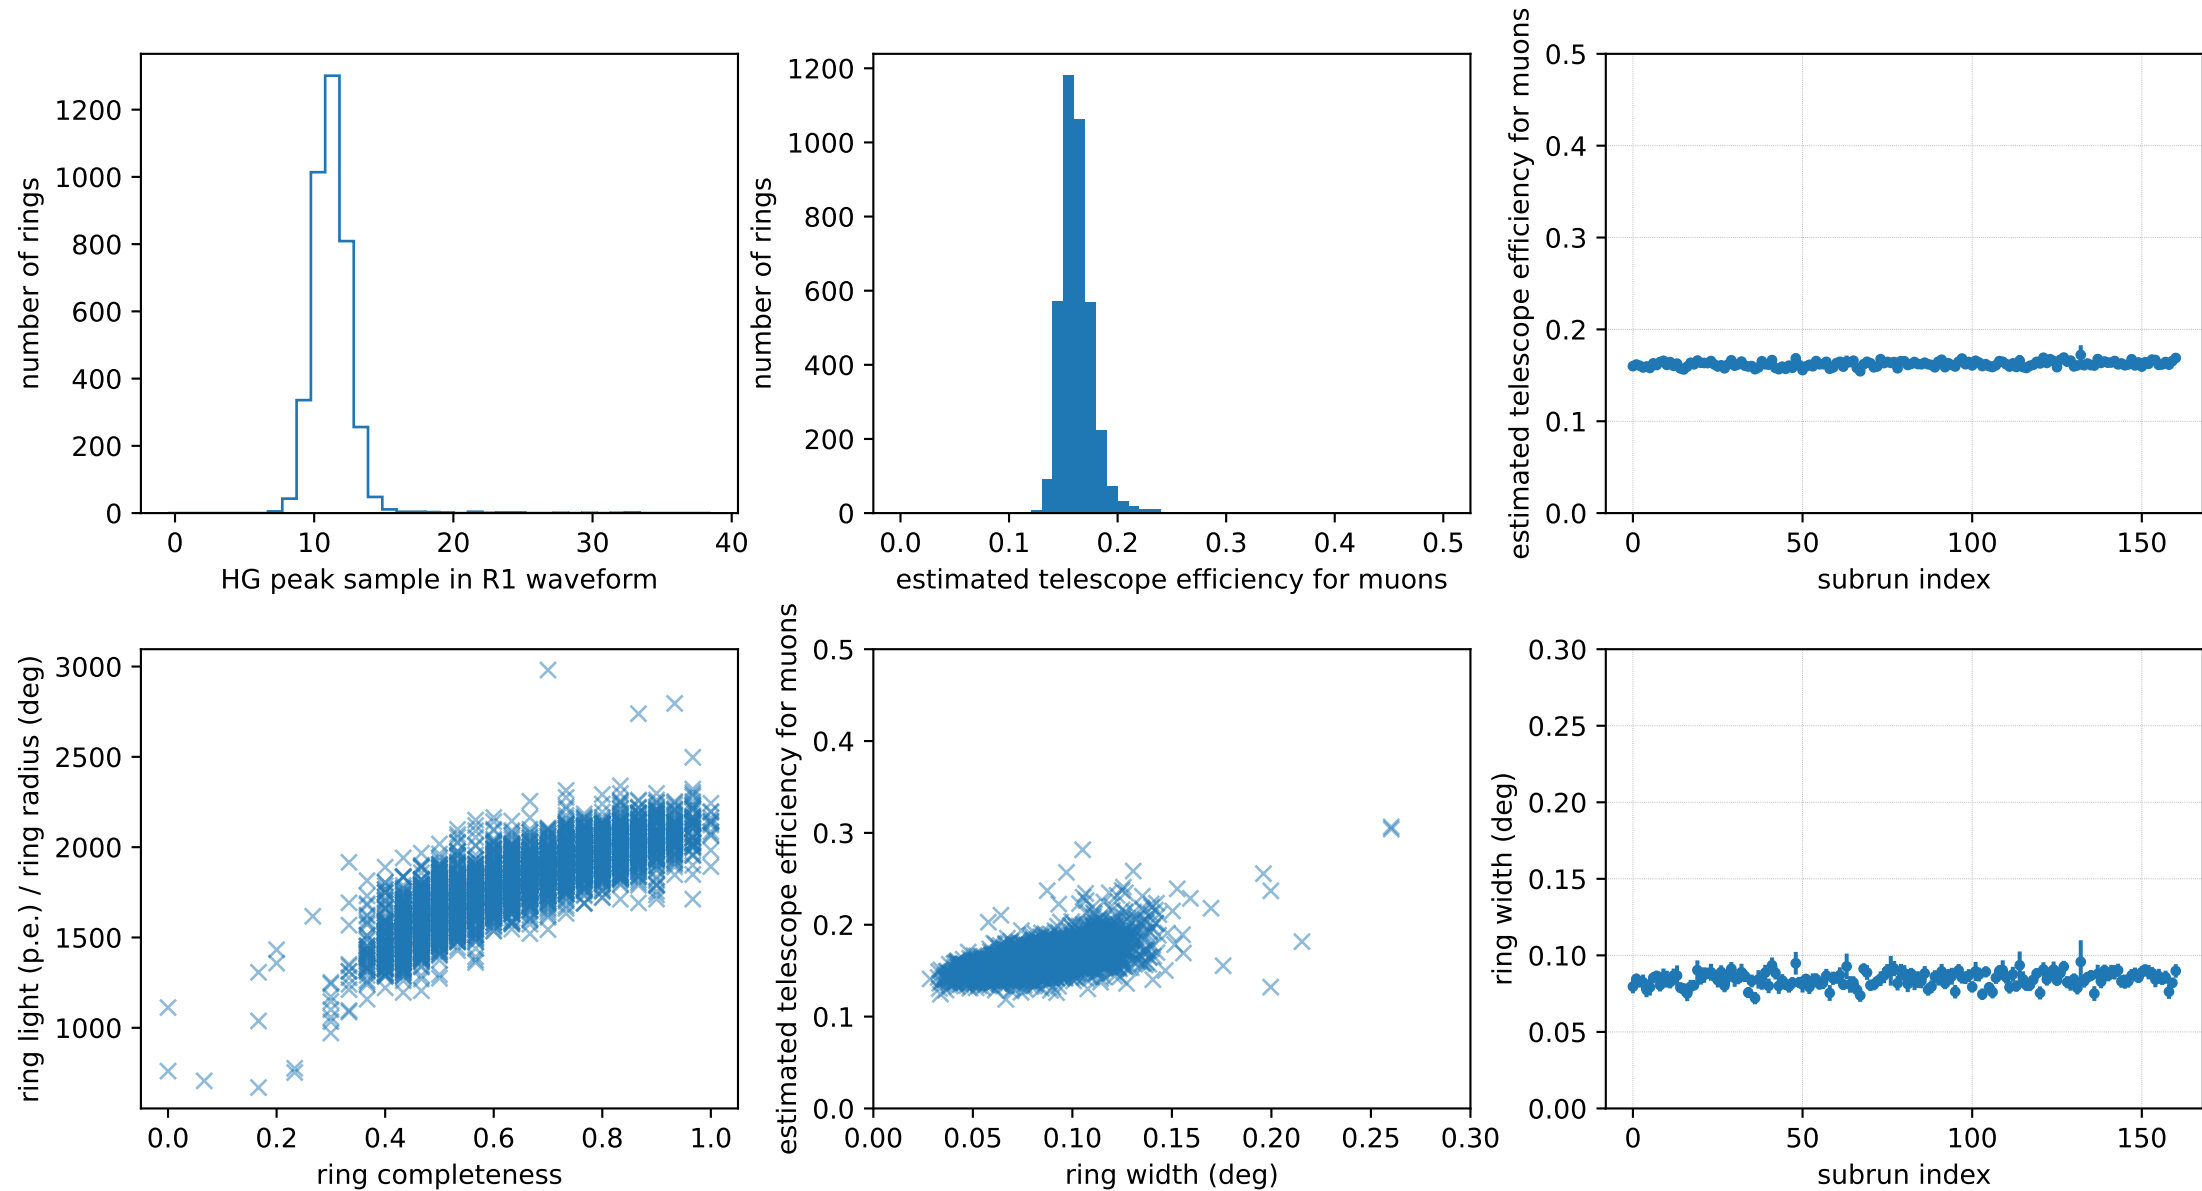 number of rings
1200
1000
800
600
400
200
0
0 10 20 30 40
HG peak sample in R1 waveform
number of rings
1200
1000
800
600
400
200
0
0.0 0.1 0.2 0.3 0.4 0.5
estimated telescope efficiency for muons
estimated telescope efficiency for muons
0.5
0.4
0.3
0.2
0.1
0.0
0 50 100 150
subrun index
ring light (p.e.) / ring radius (deg)
3000
2500
2000
1500
1000
0.0 0.2 0.4 0.6 0.8 1.0
ring completeness
estimated telescope efficiency for muons
0.5
0.4
0.3
0.2
0.1
0.0
0.00 0.05 0.10 0.15 0.20 0.25 0.30
ring width (deg)
ring width (deg)
0.30
0.25
0.20
0.15
0.10
0.05
0.00
0 50 100 150
subrun index